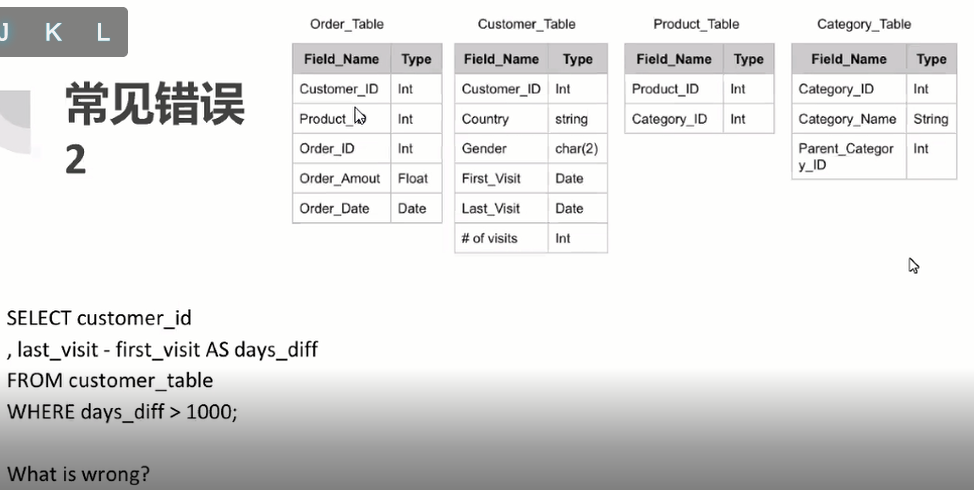 J K L
常见错误
2
Order_Table
Field_Name Type
Customer_ID Int
Product_ Int
Order_ID Int
Order_Amout Float
Order_Date Date
Customer_Table
Field_Name Type
Customer_ID Int
Country string
Gender char(2)
First_Visit Date
Last_Visit Date
# of visits Int
Product_Table
Field_Name Type
Product_ID Int
Category_ID Int
Category_Table
Field_Name Type
Category_ID Int
Category_Name String
Parent_Categor Int
y_ID
SELECT customer_id
, last_visit - first_visit AS days_diff
FROM customer_table
WHERE days_diff > 1000;
What is wrong?